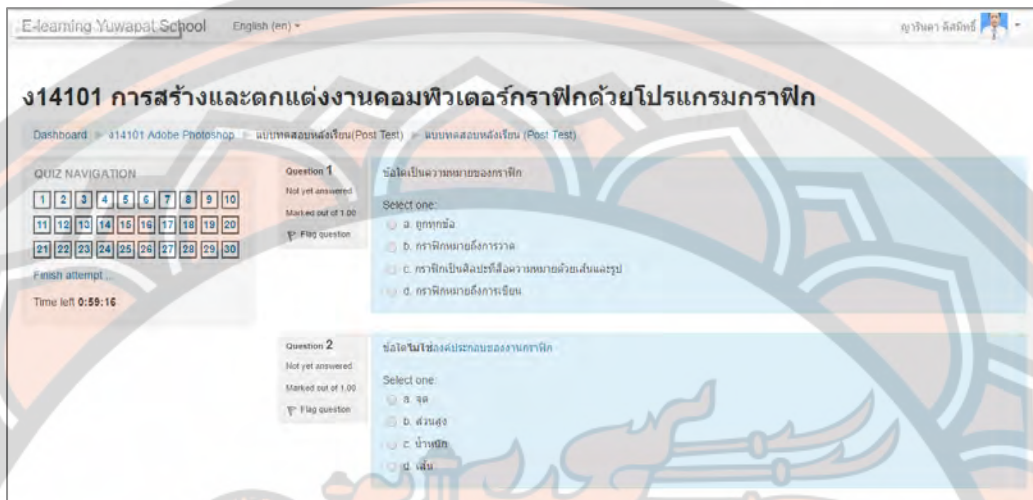 E-learning Yuwapat School English (en)
ญารินดา ดิสมิทธิ์
ง14101 การสร้างและตกแต่งงานคอมพิวเตอร์กราฟิกด้วยโปรแกรมกราฟิก
Dashboard ง14101 Adobe Photoshop แบบทดสอบหลังเรียน(Post Test) แบบทดสอบหลังเรียน (Post Test)
QUIZ NAVIGATION
1 2 3 4 5 6 7 8 9 10
11 12 13 14 15 16 17 18 19 20
21 22 23 24 25 26 27 28 29 30
Finish attempt ...
Time left 0:59:16
Question 1
Not yet answered
Marked out of 1.00
Flag question
ข้อใดเป็นความหมายของกราฟิก
Select one:
a. ถูกทุกข้อ
b. กราฟิกหมายถึงการวาด
c. กราฟิกเป็นศิลปะที่สื่อความหมายด้วยเส้นและรูป
d. กราฟิกหมายถึงการเขียน
Question 2
Not yet answered
Marked out of 1.00
Flag question
ข้อใดไม่ใช่องค์ประกอบของงานกราฟิก
Select one:
a. จุด
b. ส่วนสูง
c. น้ำหนัก
d. เส้น